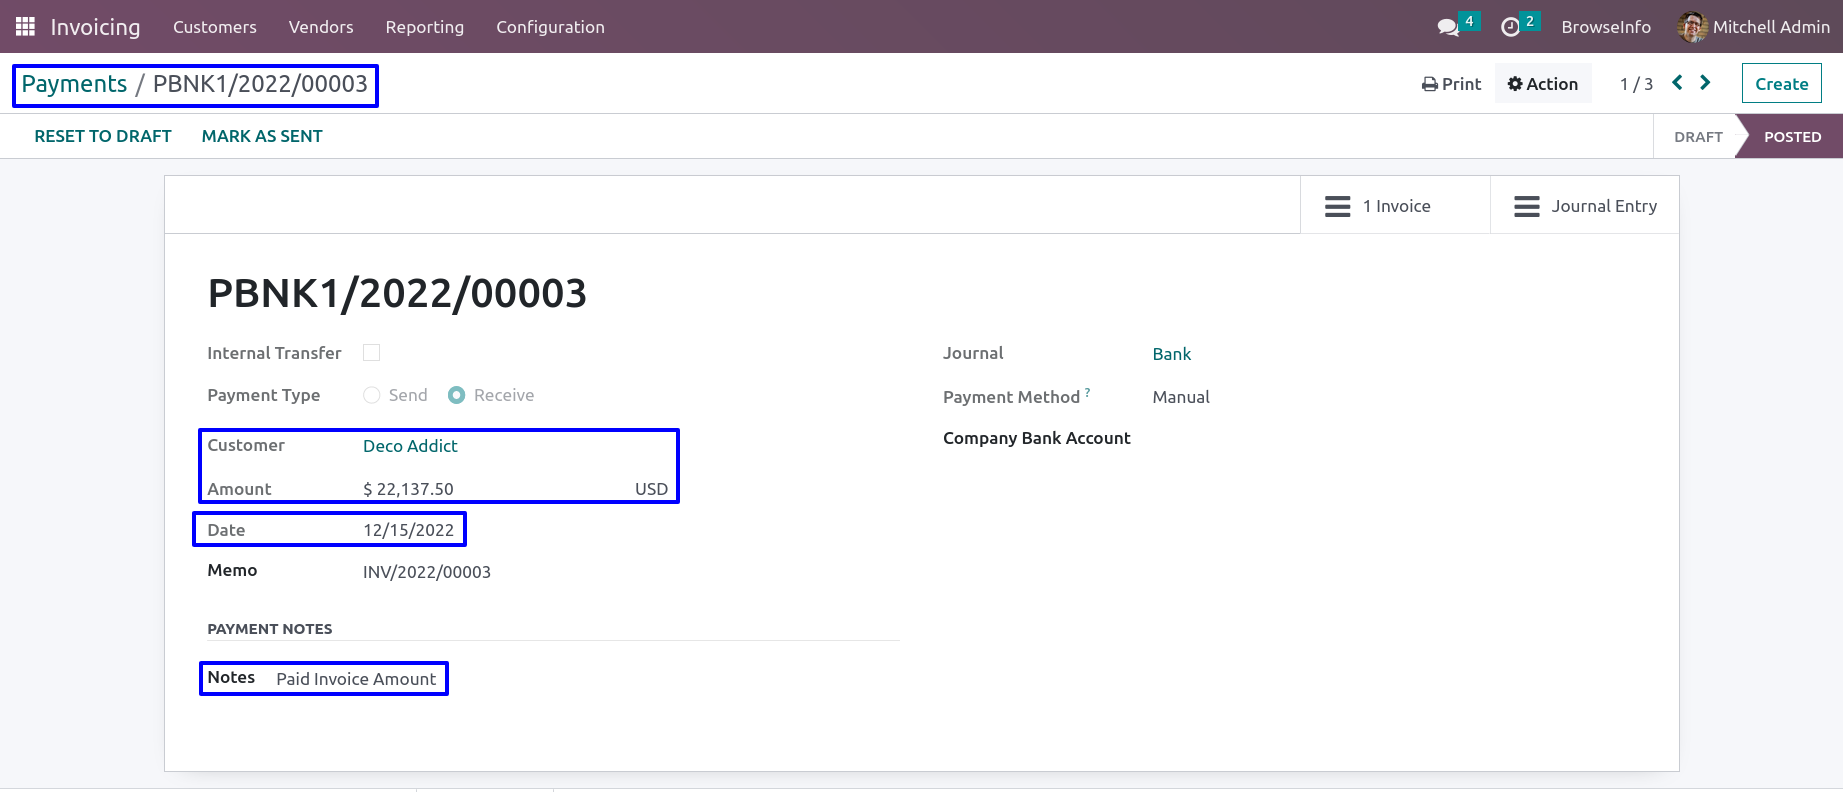 Invoicing Customers Vendors Reporting Configuration 4 2 BrowseInfo Mitchell Admin
Payments / PBNK1/2022/00003 Print Action 1 / 3 Create
RESET TO DRAFT MARK AS SENT DRAFT POSTED
1 Invoice Journal Entry
PBNK1/2022/00003
Internal Transfer Journal Bank
Payment Type Send Receive Payment Method ? Manual
Customer Deco Addict Company Bank Account
Amount $ 22,137.50 USD
Date 12/15/2022
Memo INV/2022/00003
PAYMENT NOTES
Notes Paid Invoice Amount